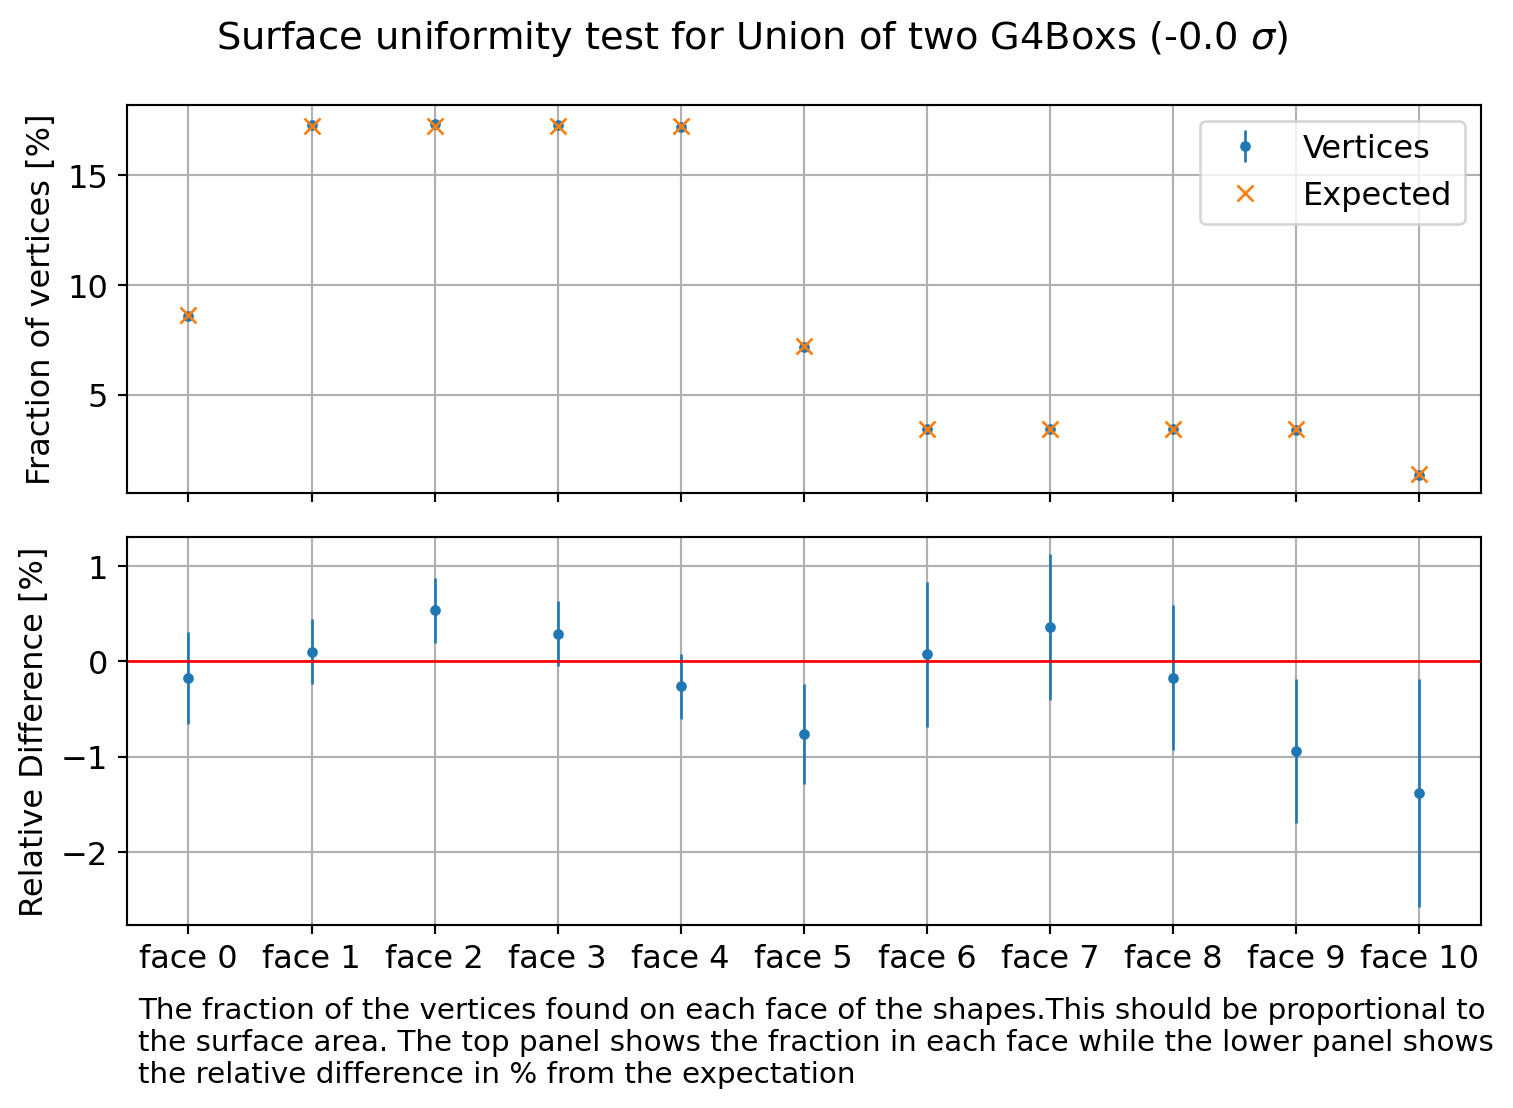 Surface uniformity test for Union of two G4Boxs (-0.0 σ)
Fraction of vertices [%]
15
10
5
Vertices
Expected
Relative Difference [%]
1
0
−1
−2
face 0 face 1 face 2 face 3 face 4 face 5 face 6 face 7 face 8 face 9 face 10
The fraction of the vertices found on each face of the shapes.This should be proportional to
the surface area. The top panel shows the fraction in each face while the lower panel shows
the relative difference in % from the expectation